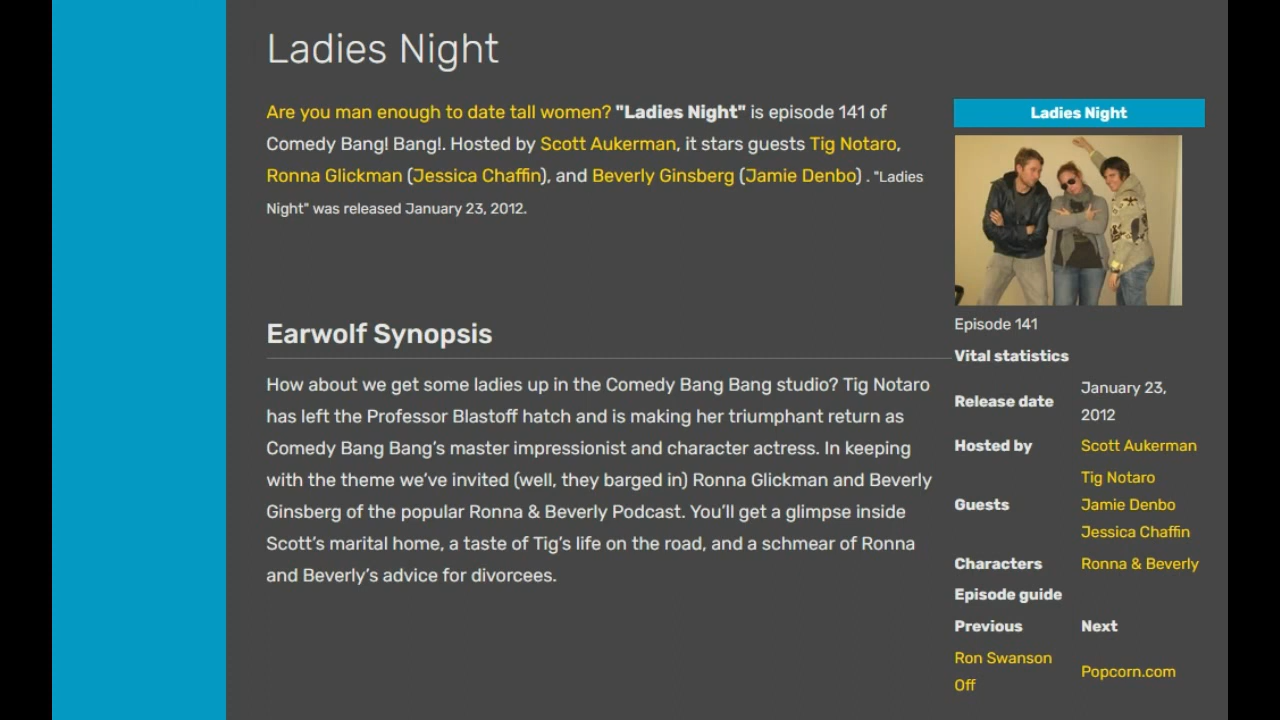 Ladies Night
Are you man enough to date tall women? "Ladies Night" is episode 141 of
Comedy Bang! Bang!. Hosted by Scott Aukerman, it stars guests Tig Notaro,
Ronna Glickman (Jessica Chaffin), and Beverly Ginsberg (Jamie Denbo) . "Ladies
Night" was released January 23, 2012.
Earwolf Synopsis
How about we get some ladies up in the Comedy Bang Bang studio? Tig Notaro
has left the Professor Blastoff hatch and is making her triumphant return as
Comedy Bang Bang’s master impressionist and character actress. In keeping
with the theme we’ve invited (well, they barged in) Ronna Glickman and Beverly
Ginsberg of the popular Ronna & Beverly Podcast. You’ll get a glimpse inside
Scott’s marital home, a taste of Tig’s life on the road, and a schmear of Ronna
and Beverly’s advice for divorcees.
Ladies Night
Episode 141
Vital statistics
Release date January 23,
2012
Hosted by Scott Aukerman
Tig Notaro
Guests Jamie Denbo
Jessica Chaffin
Characters Ronna & Beverly
Episode guide
Previous Next
Ron Swanson
Off Popcorn.com